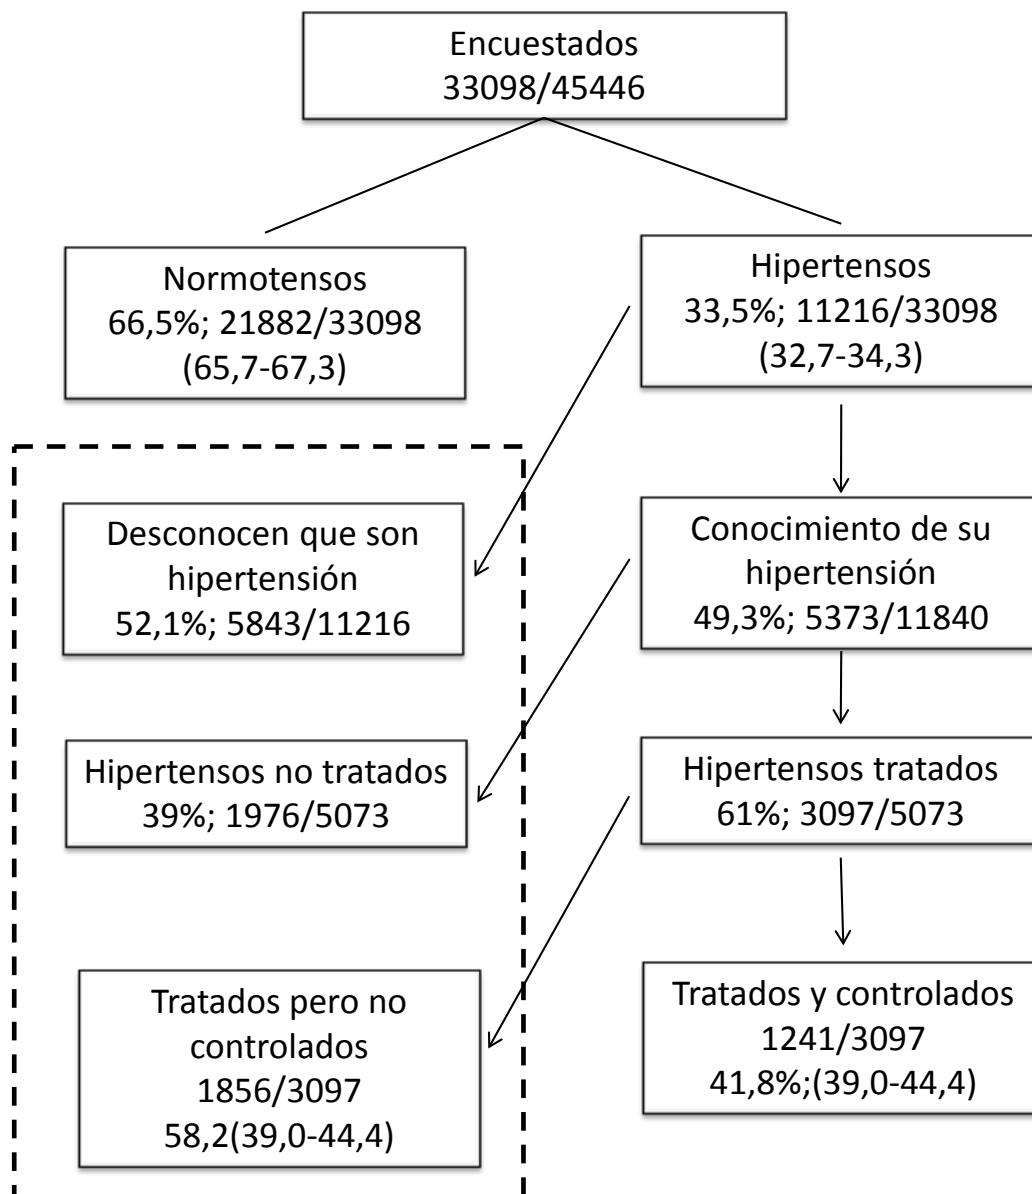 Encuestados
33098/45446
Normotensos
66,5%; 21882/33098
(65,7-67,3)
Hipertensos
33,5%; 11216/33098
(32,7-34,3)
Desconocen que son
hipertensión
52,1%; 5843/11216
Conocimiento de su
hipertensión
49,3%; 5373/11840
Hipertensos no tratados
39%; 1976/5073
Hipertensos tratados
61%; 3097/5073
Tratados pero no
controlados
1856/3097
58,2(39,0-44,4)
Tratados y controlados
1241/3097
41,8%;(39,0-44,4)